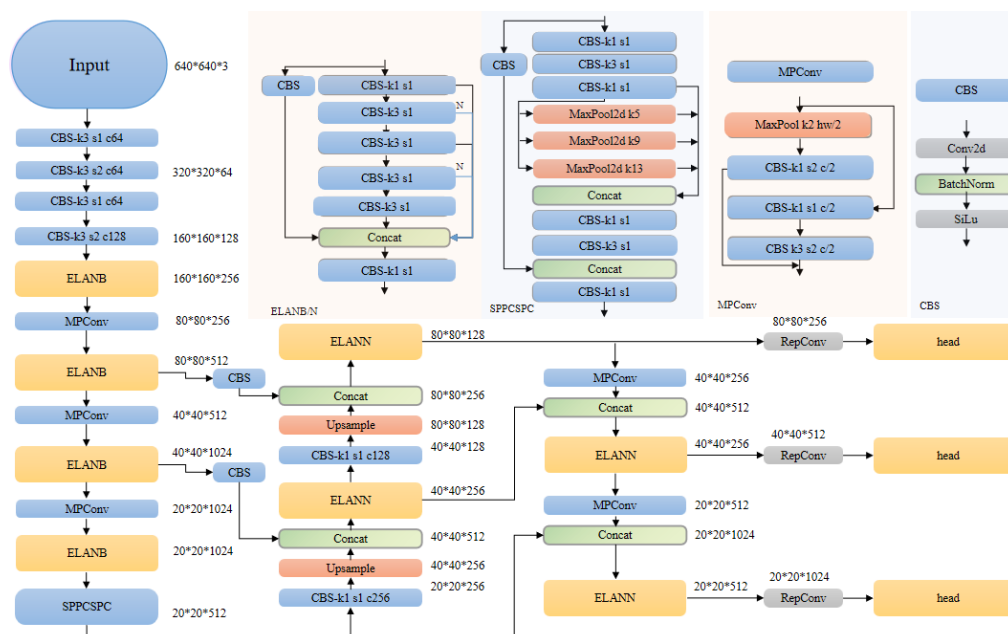 Input
640*640*3
CBS-k3 s1 c64
CBS-k3 s2 c64
320*320*64
CBS-k3 s1 c64
CBS-k3 s2 c128
160*160*128
ELANB
160*160*256
MPConv
80*80*256
ELANB
80*80*512
CBS
MPConv
40*40*512
ELANB
40*40*1024
CBS
MPConv
20*20*1024
ELANB
20*20*1024
SPPCSPC
20*20*512
CBS
CBS-k1 s1
CBS-k3 s1
N
CBS-k3 s1
CBS-k3 s1
N
CBS-k3 s1
Concat
CBS-k1 s1
ELANB/N
CBS
CBS-k1 s1
CBS-k3 s1
CBS-k1 s1
MaxPool2d k5
MaxPool2d k9
MaxPool2d k13
Concat
CBS-k1 s1
CBS-k3 s1
Concat
CBS-k1 s1
SPPCSPC
MPConv
MaxPool k2 hw/2
CBS-k1 s2 c/2
CBS-k1 s1 c/2
CBS k3 s2 c/2
MPConv
CBS
Conv2d
BatchNorm
SiLu
CBS
ELANN
80*80*128
Concat
80*80*256
Upsample
80*80*128
CBS-k1 s1 c128
40*40*128
ELANN
40*40*256
Concat
40*40*512
Upsample
40*40*256
CBS-k1 s1 c256
20*20*256
80*80*256
RepConv
head
MPConv
40*40*256
Concat
40*40*512
ELANN
40*40*256
40*40*512
RepConv
head
MPConv
20*20*512
Concat
20*20*1024
ELANN
20*20*512
20*20*1024
RepConv
head